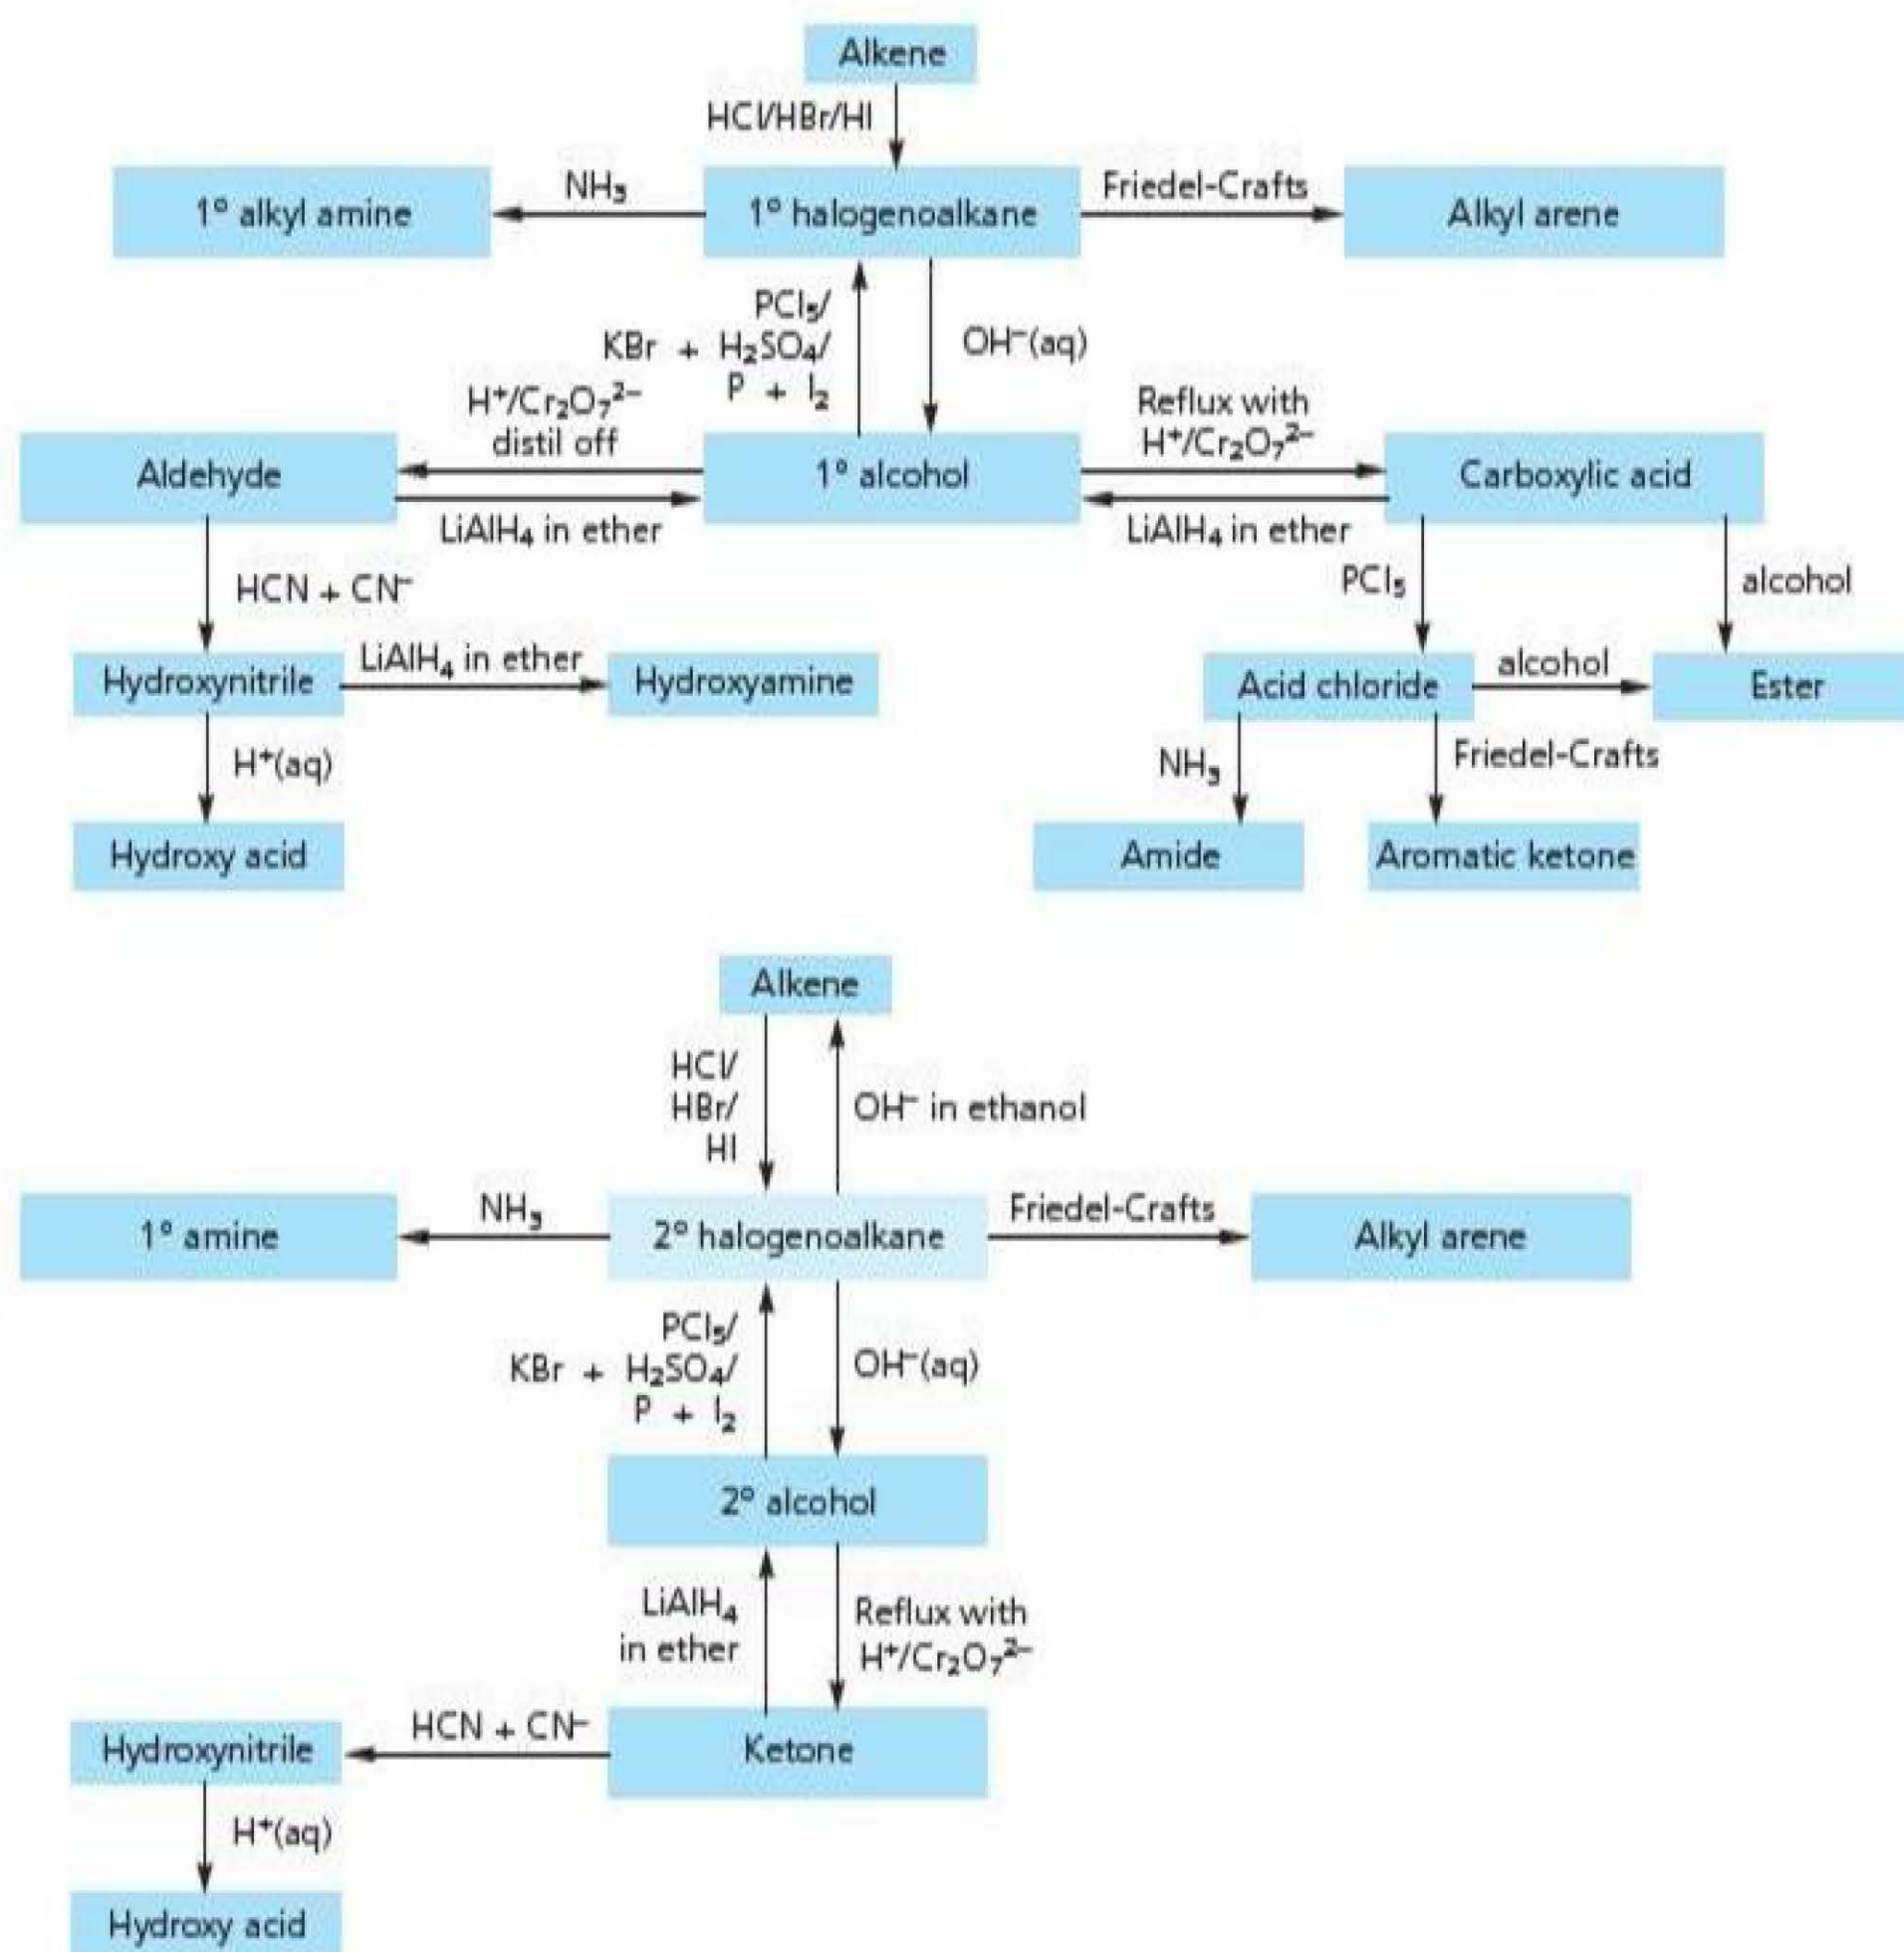 Alkene
HCl/HBr/HI
1° alkyl amine
NH₃
1° halogenoalkane
Friedel-Crafts
Alkyl arene
PCl₅/
KBr + H₂SO₄/
P + I₂
OH⁻(aq)
H⁺/Cr₂O₇²⁻
distil off
Reflux with
H⁺/Cr₂O₇²⁻
Aldehyde
1° alcohol
Carboxylic acid
LiAlH₄ in ether
LiAlH₄ in ether
HCN + CN⁻
PCl₅
alcohol
Hydroxynitrile
LiAlH₄ in ether
Hydroxyamine
Acid chloride
alcohol
Ester
H⁺(aq)
NH₃
Friedel-Crafts
Hydroxy acid
Amide
Aromatic ketone
Alkene
HCl/
HBr/
HI
OH⁻ in ethanol
1° amine
NH₃
2° halogenoalkane
Friedel-Crafts
Alkyl arene
PCl₅/
KBr + H₂SO₄/
P + I₂
OH⁻(aq)
2° alcohol
LiAlH₄
in ether
Reflux with
H⁺/Cr₂O₇²⁻
Hydroxynitrile
HCN + CN⁻
Ketone
H⁺(aq)
Hydroxy acid